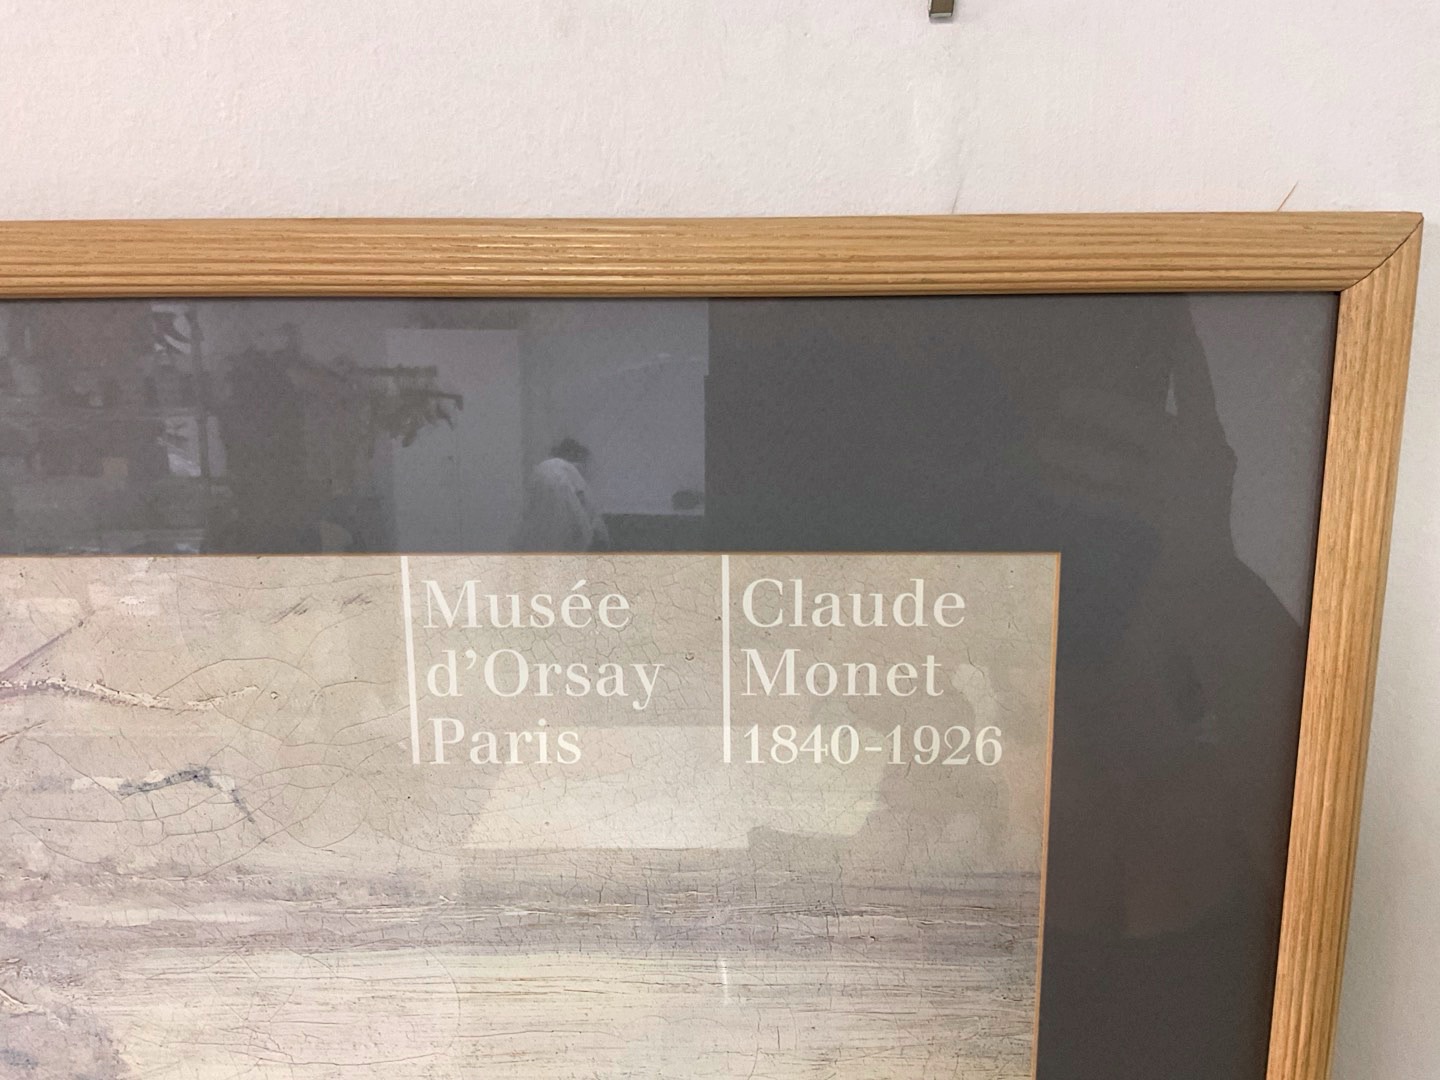 Musée
d'Orsay
Paris
Claude
Monet
1840-1926